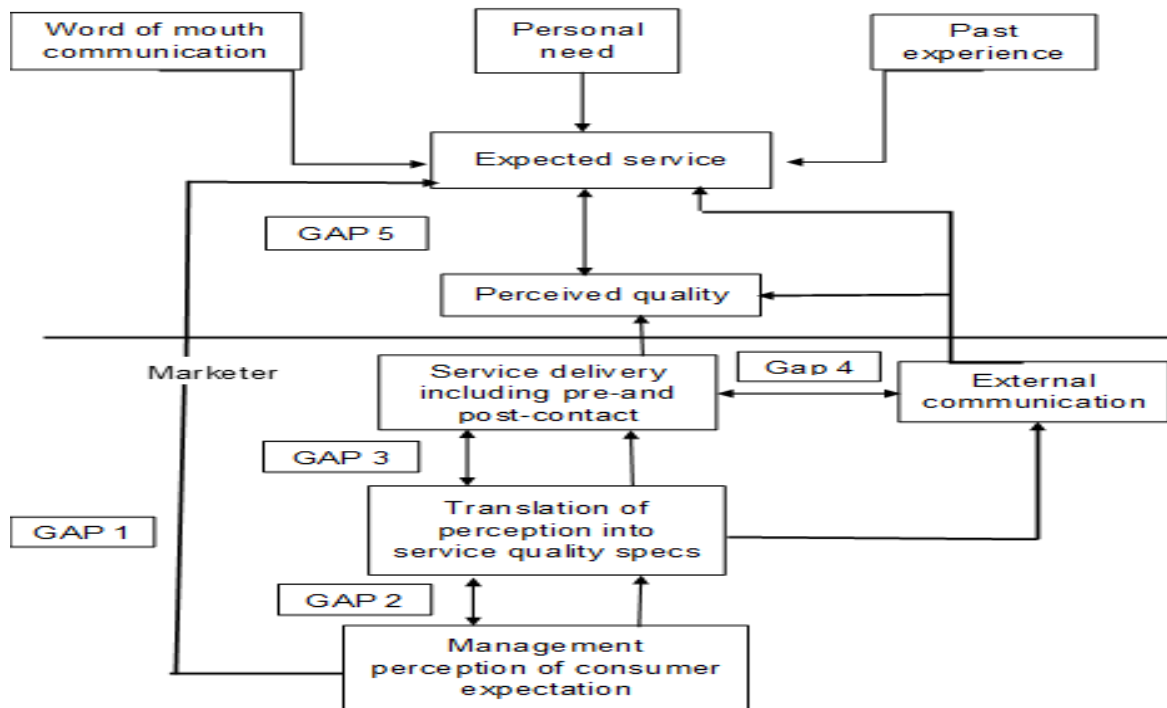 Word of mouth
communication
Personal
need
Past
experience
Expected service
GAP 5
Perceived quality
Marketer
Service delivery
including pre-and
post-contact
Gap 4
External
communication
GAP 3
Translation of
perception into
service quality specs
GAP 1
GAP 2
Management
perception of consumer
expectation